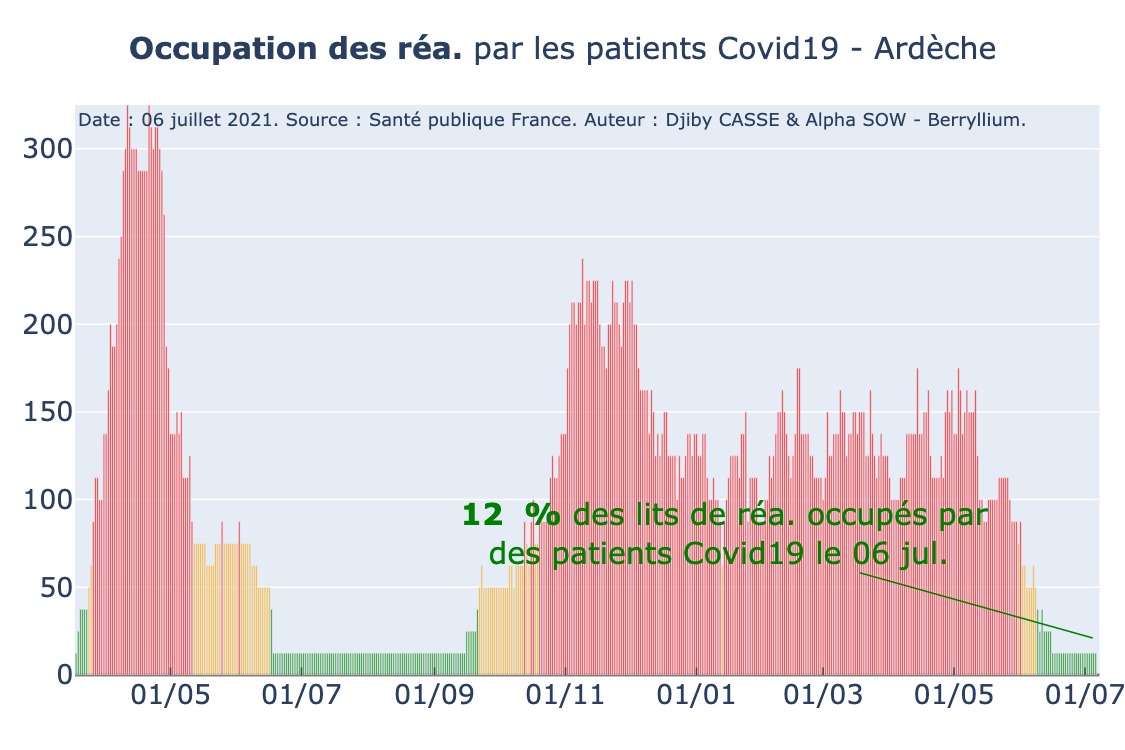 Occupation des réa. par les patients Covid19 - Ardèche
Date : 06 juillet 2021. Source : Santé publique France. Auteur : Djiby CASSE & Alpha SOW - Berryllium.
300
250
200
150
100
50
0
12 % des lits de réa. occupés par
des patients Covid19 le 06 jul.
01/05 01/07 01/09 01/11 01/01 01/03 01/05 01/07